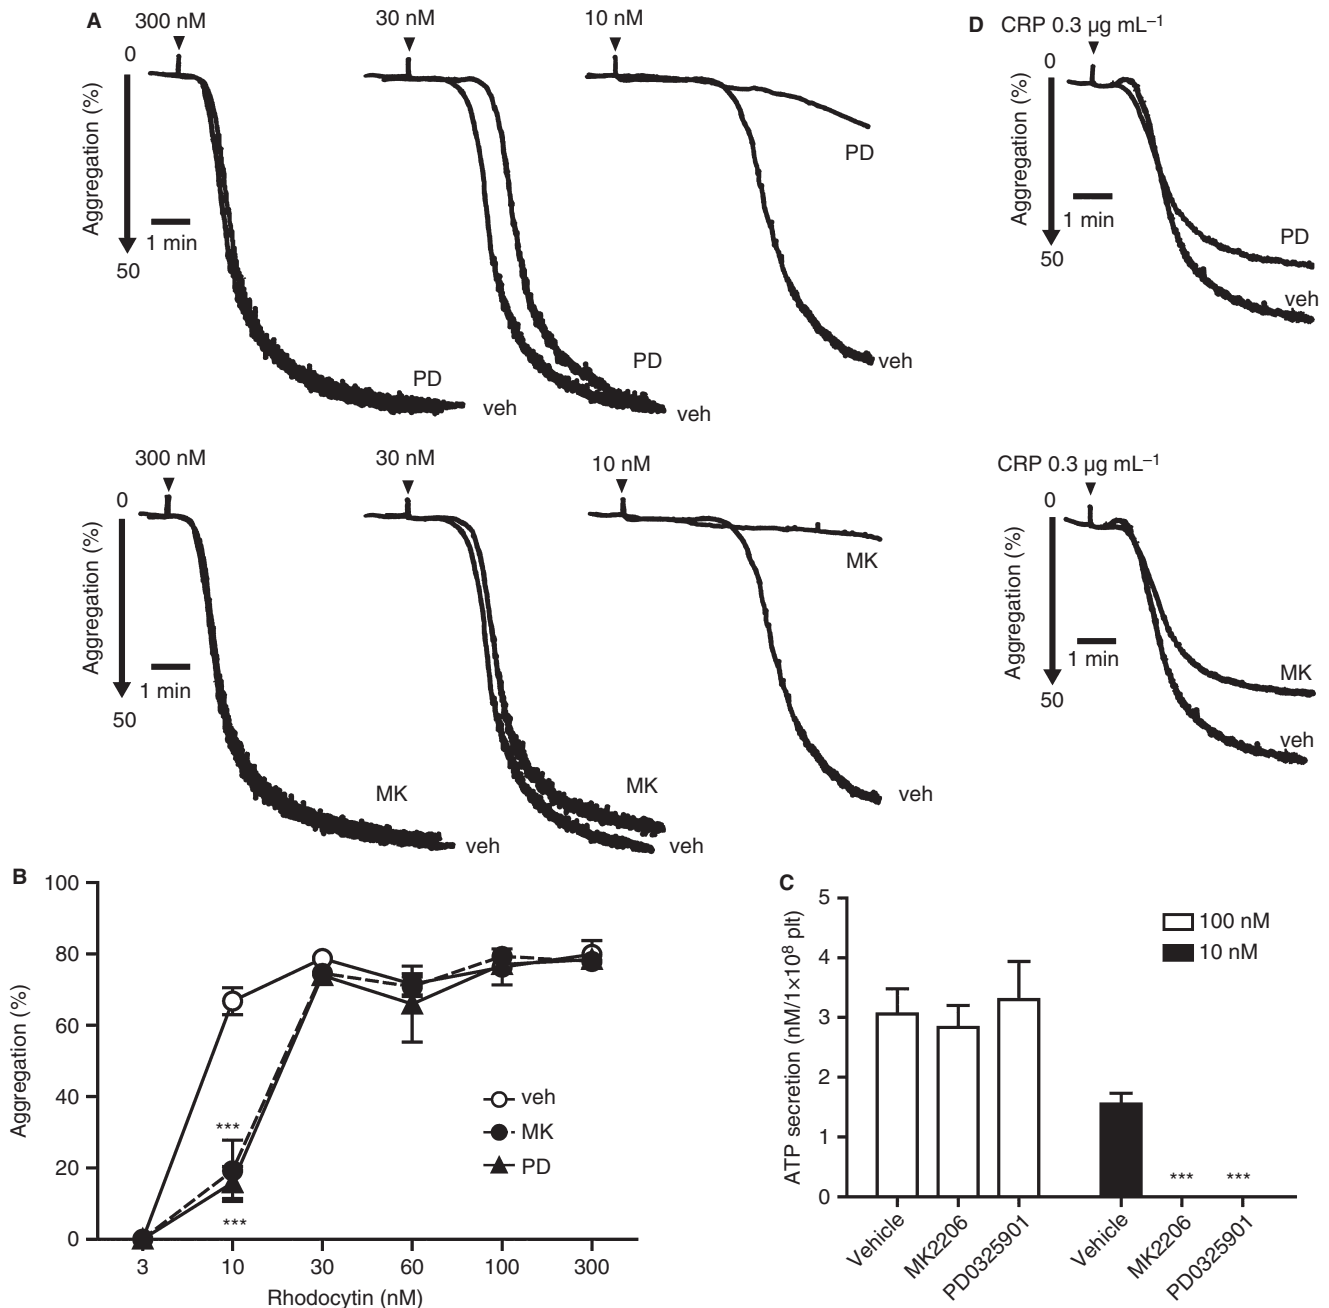 A
300 nM
30 nM
10 nM
0
Aggregation (%)
50
1 min
PD
veh
PD
veh
PD
veh
D
CRP 0.3 µg mL–1
0
Aggregation (%)
50
1 min
PD
veh
300 nM
30 nM
10 nM
0
Aggregation (%)
50
1 min
MK
veh
MK
veh
MK
veh
CRP 0.3 µg mL–1
0
Aggregation (%)
50
1 min
MK
veh
B
100
80
60
40
20
0
Aggregation (%)
***
***
veh
MK
PD
3
10
30
60
100
300
Rhodocytin (nM)
C
5
4
3
2
1
0
ATP secretion (nM/1×10⁸ plt)
100 nM
10 nM
***
***
Vehicle
MK2206
PD0325901
Vehicle
MK2206
PD0325901